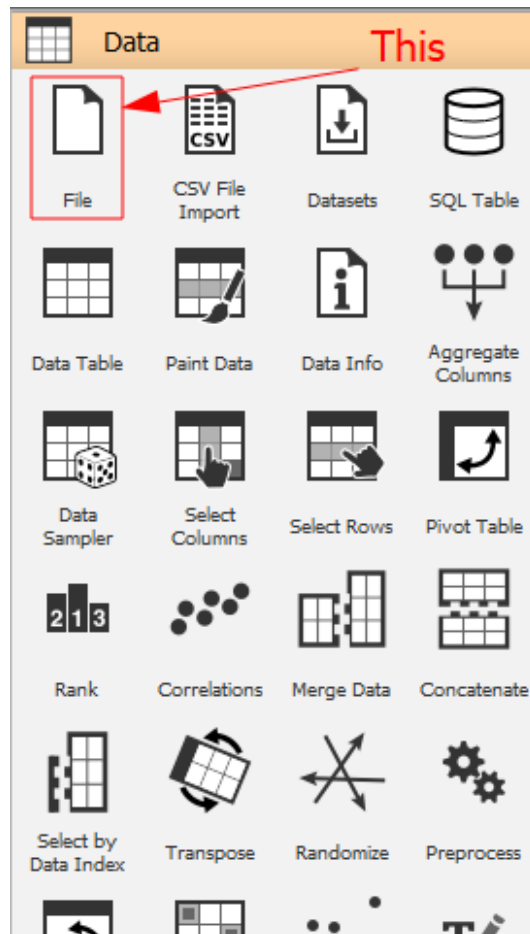 Data
This
CSV
File
CSV File
Import
Datasets
SQL Table
Data Table
Paint Data
i
Data Info
Aggregate
Columns
Data
Sampler
Select
Columns
Select Rows
Pivot Table
2 1 3
Rank
Correlations
Merge Data
Concatenate
Select by
Data Index
Transpose
Randomize
Preprocess
T